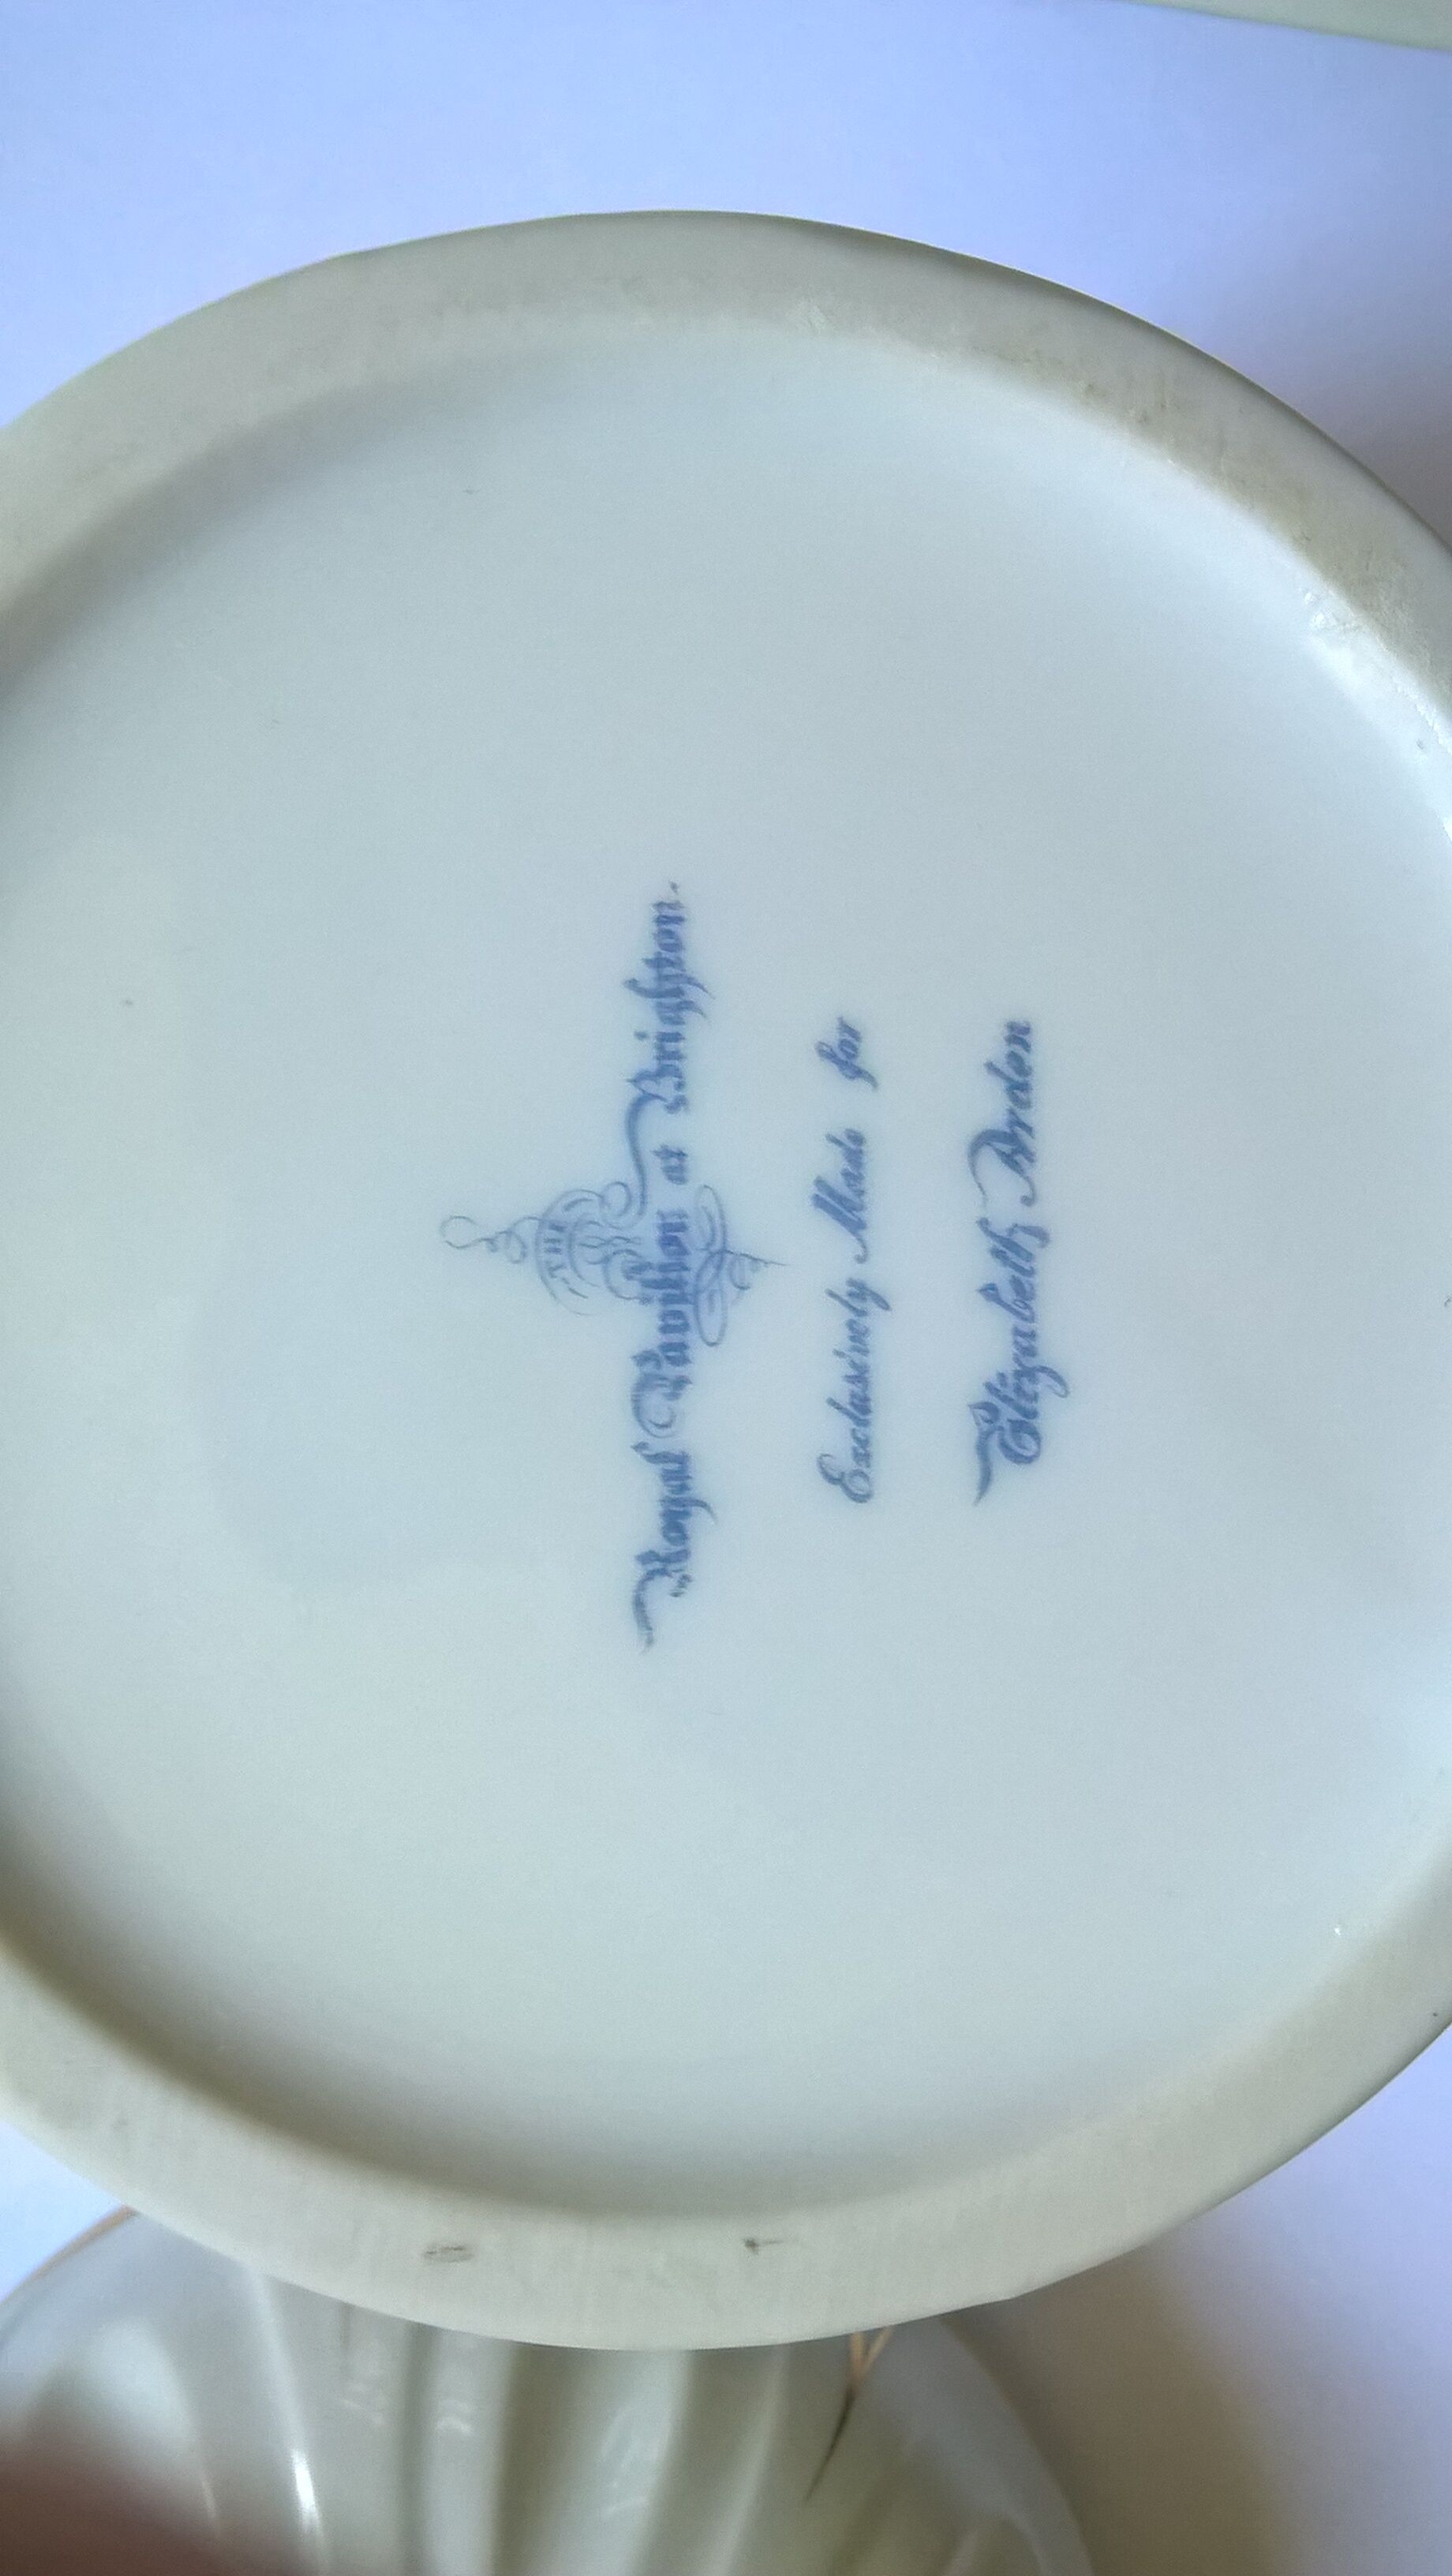 THE
Royal Pavilion at Brighton.
Exclusively Made for
Elizabeth Arden